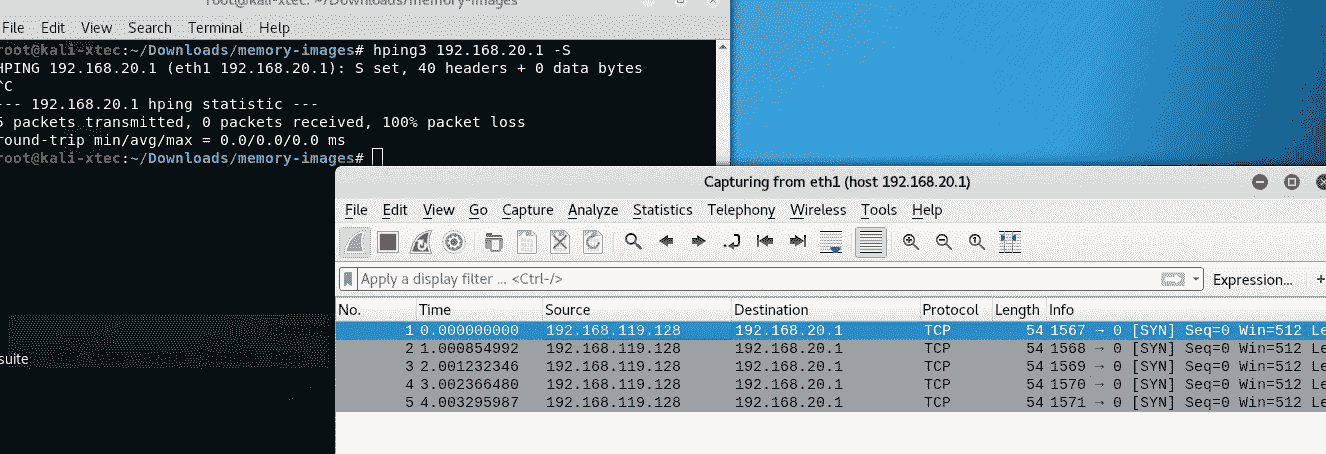 root@kali-xtec: ~/Downloads/memory-images
File Edit View Search Terminal Help
root@kali-xtec:~/Downloads/memory-images# hping3 192.168.20.1 -S
HPING 192.168.20.1 (eth1 192.168.20.1): S set, 40 headers + 0 data bytes
^C
--- 192.168.20.1 hping statistic ---
5 packets transmitted, 0 packets received, 100% packet loss
round-trip min/avg/max = 0.0/0.0/0.0 ms
root@kali-xtec:~/Downloads/memory-images#
suite
Capturing from eth1 (host 192.168.20.1)
File Edit View Go Capture Analyze Statistics Telephony Wireless Tools Help
Apply a display filter ... <Ctrl-/> Expression... +
No. Time Source Destination Protocol Length Info
1 0.000000000 192.168.119.128 192.168.20.1 TCP 54 1567 → 0 [SYN] Seq=0 Win=512 Le
2 1.000854992 192.168.119.128 192.168.20.1 TCP 54 1568 → 0 [SYN] Seq=0 Win=512 Le
3 2.001232346 192.168.119.128 192.168.20.1 TCP 54 1569 → 0 [SYN] Seq=0 Win=512 Le
4 3.002366480 192.168.119.128 192.168.20.1 TCP 54 1570 → 0 [SYN] Seq=0 Win=512 Le
5 4.003295987 192.168.119.128 192.168.20.1 TCP 54 1571 → 0 [SYN] Seq=0 Win=512 Le